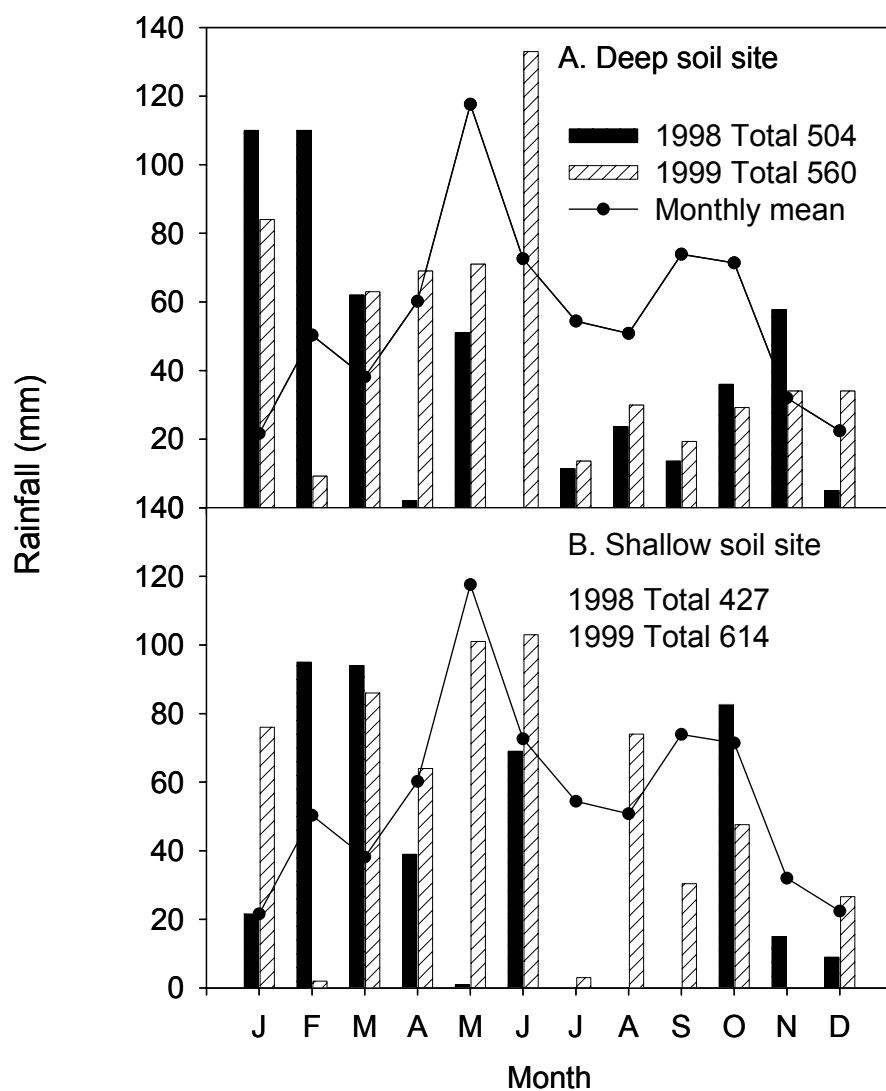 Rainfall (mm)
140
120
100
80
60
40
20
140
120
100
80
60
40
20
0
A. Deep soil site
1998 Total 504
1999 Total 560
Monthly mean
B. Shallow soil site
1998 Total 427
1999 Total 614
J F M A M J J A S O N D
Month